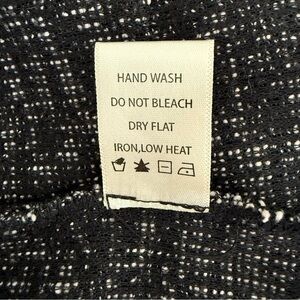 HAND WASH
DO NOT BLEACH
DRY FLAT
IRON,LOW HEAT